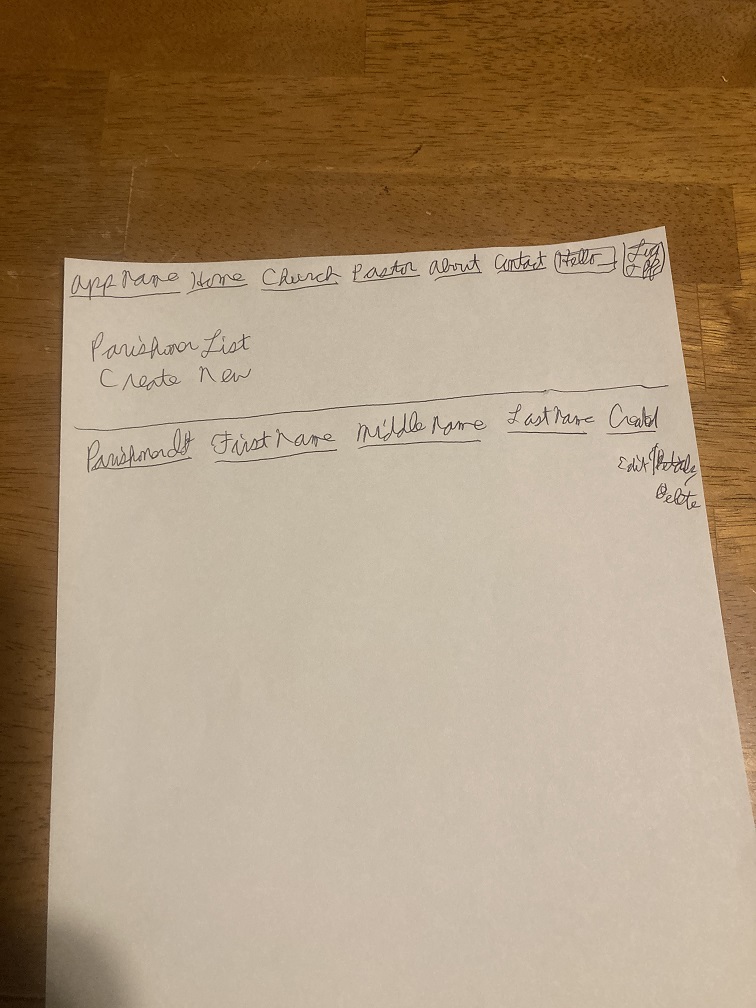 App Name Home Church Pastor About Contact Hello Log Off
Parishoner List
Create New
ParishonerId First Name Middle Name Last Name Created
Edit/Details/
Delete